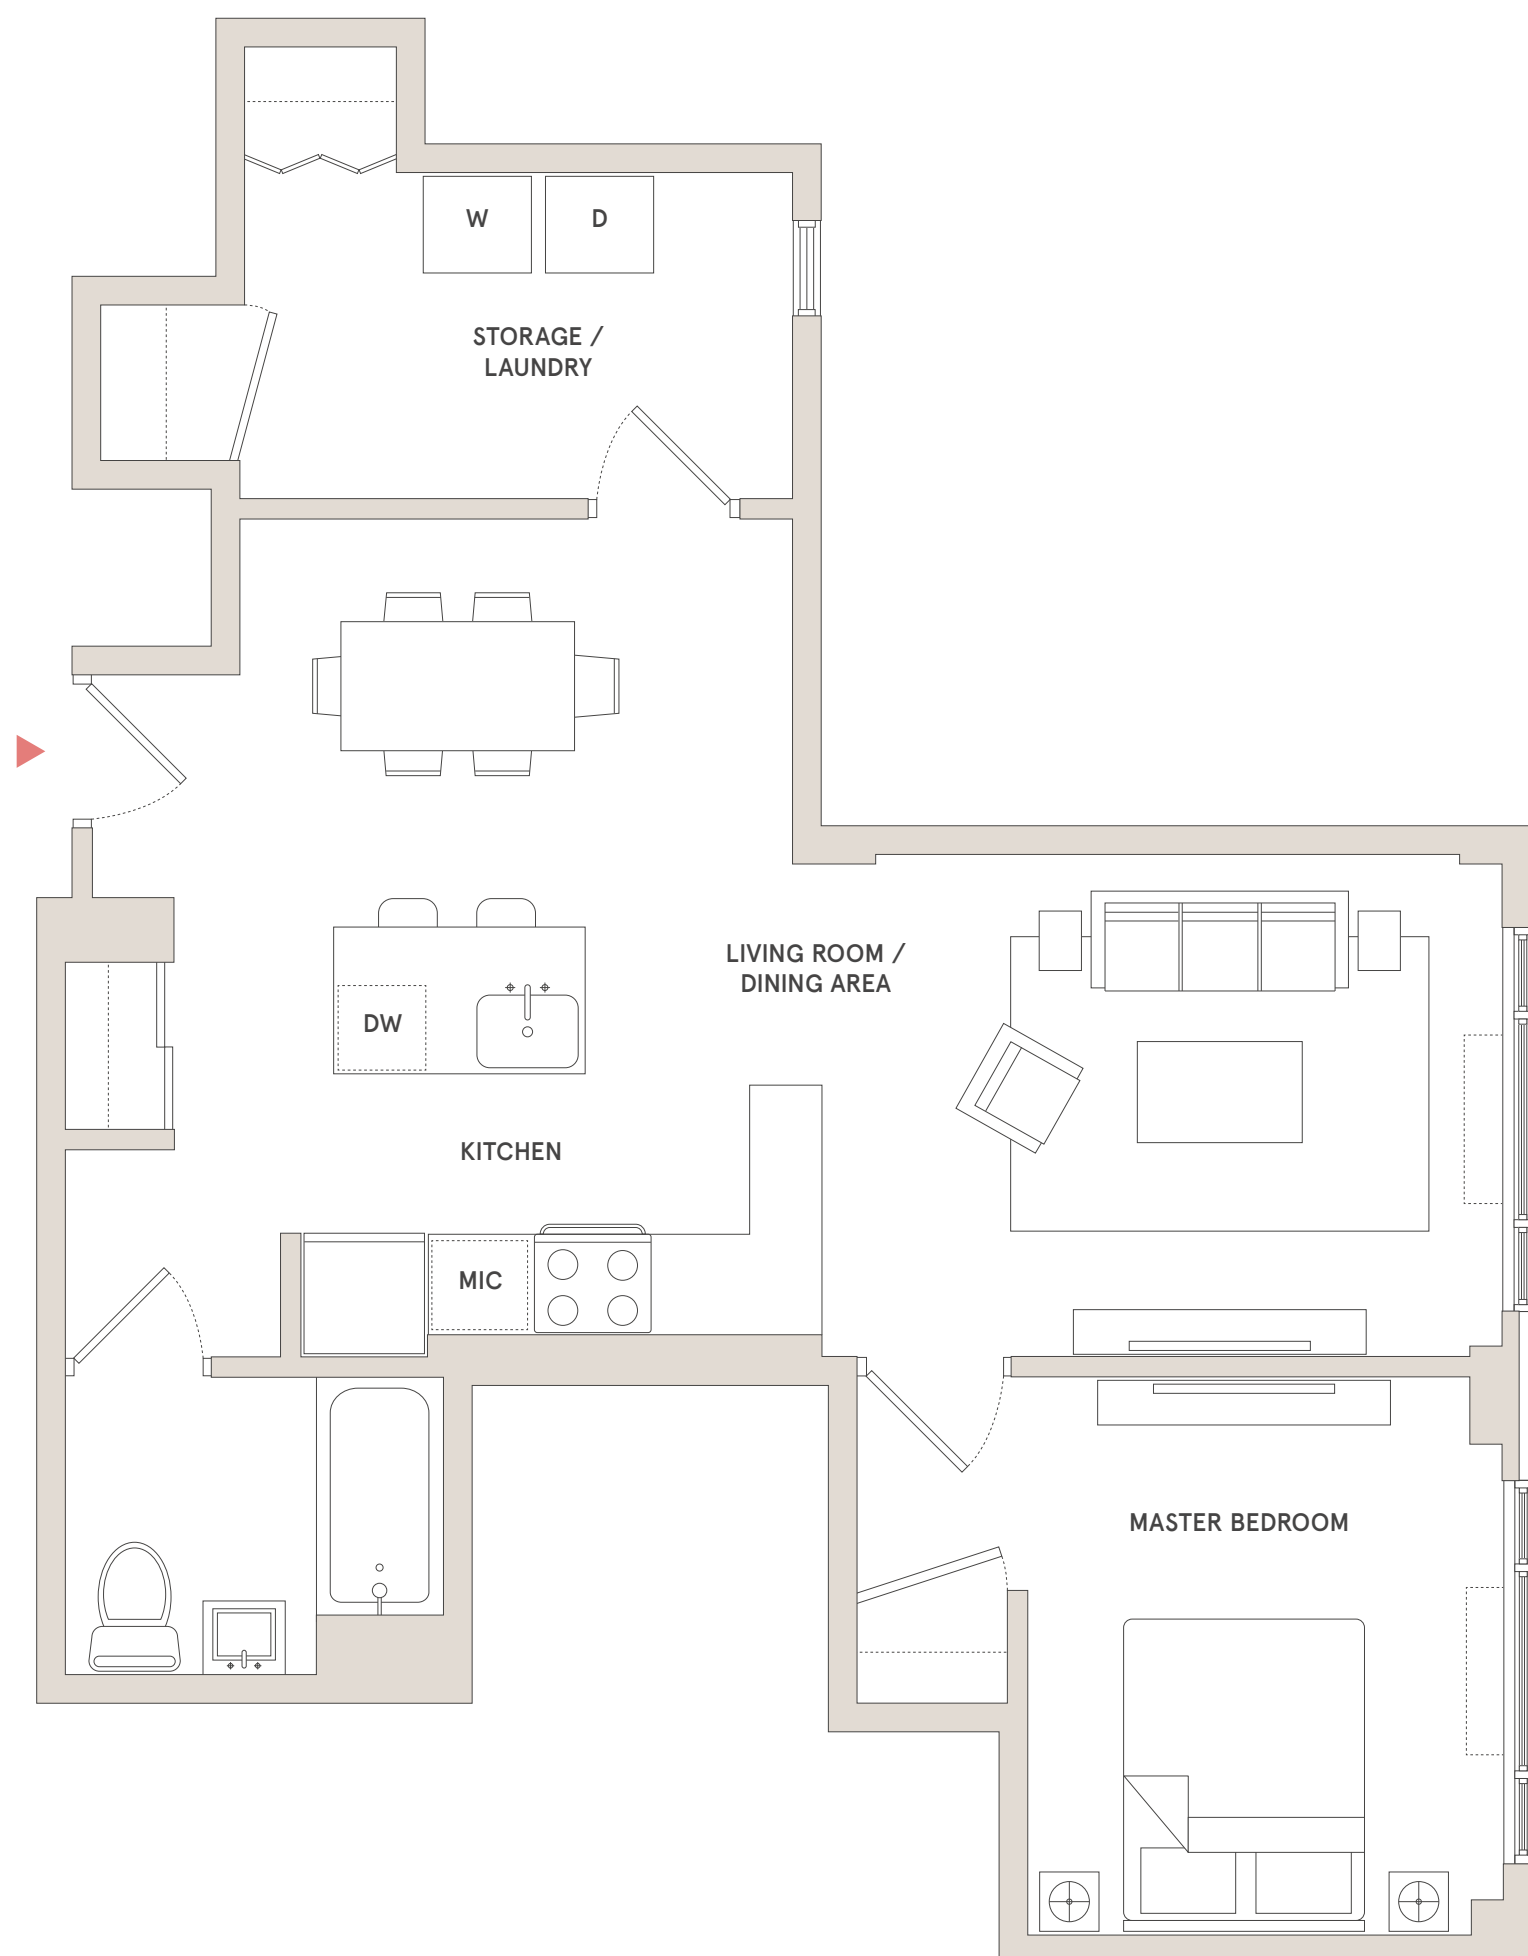 W
D
STORAGE /
LAUNDRY
LIVING ROOM /
DINING AREA
DW
KITCHEN
MIC
MASTER BEDROOM